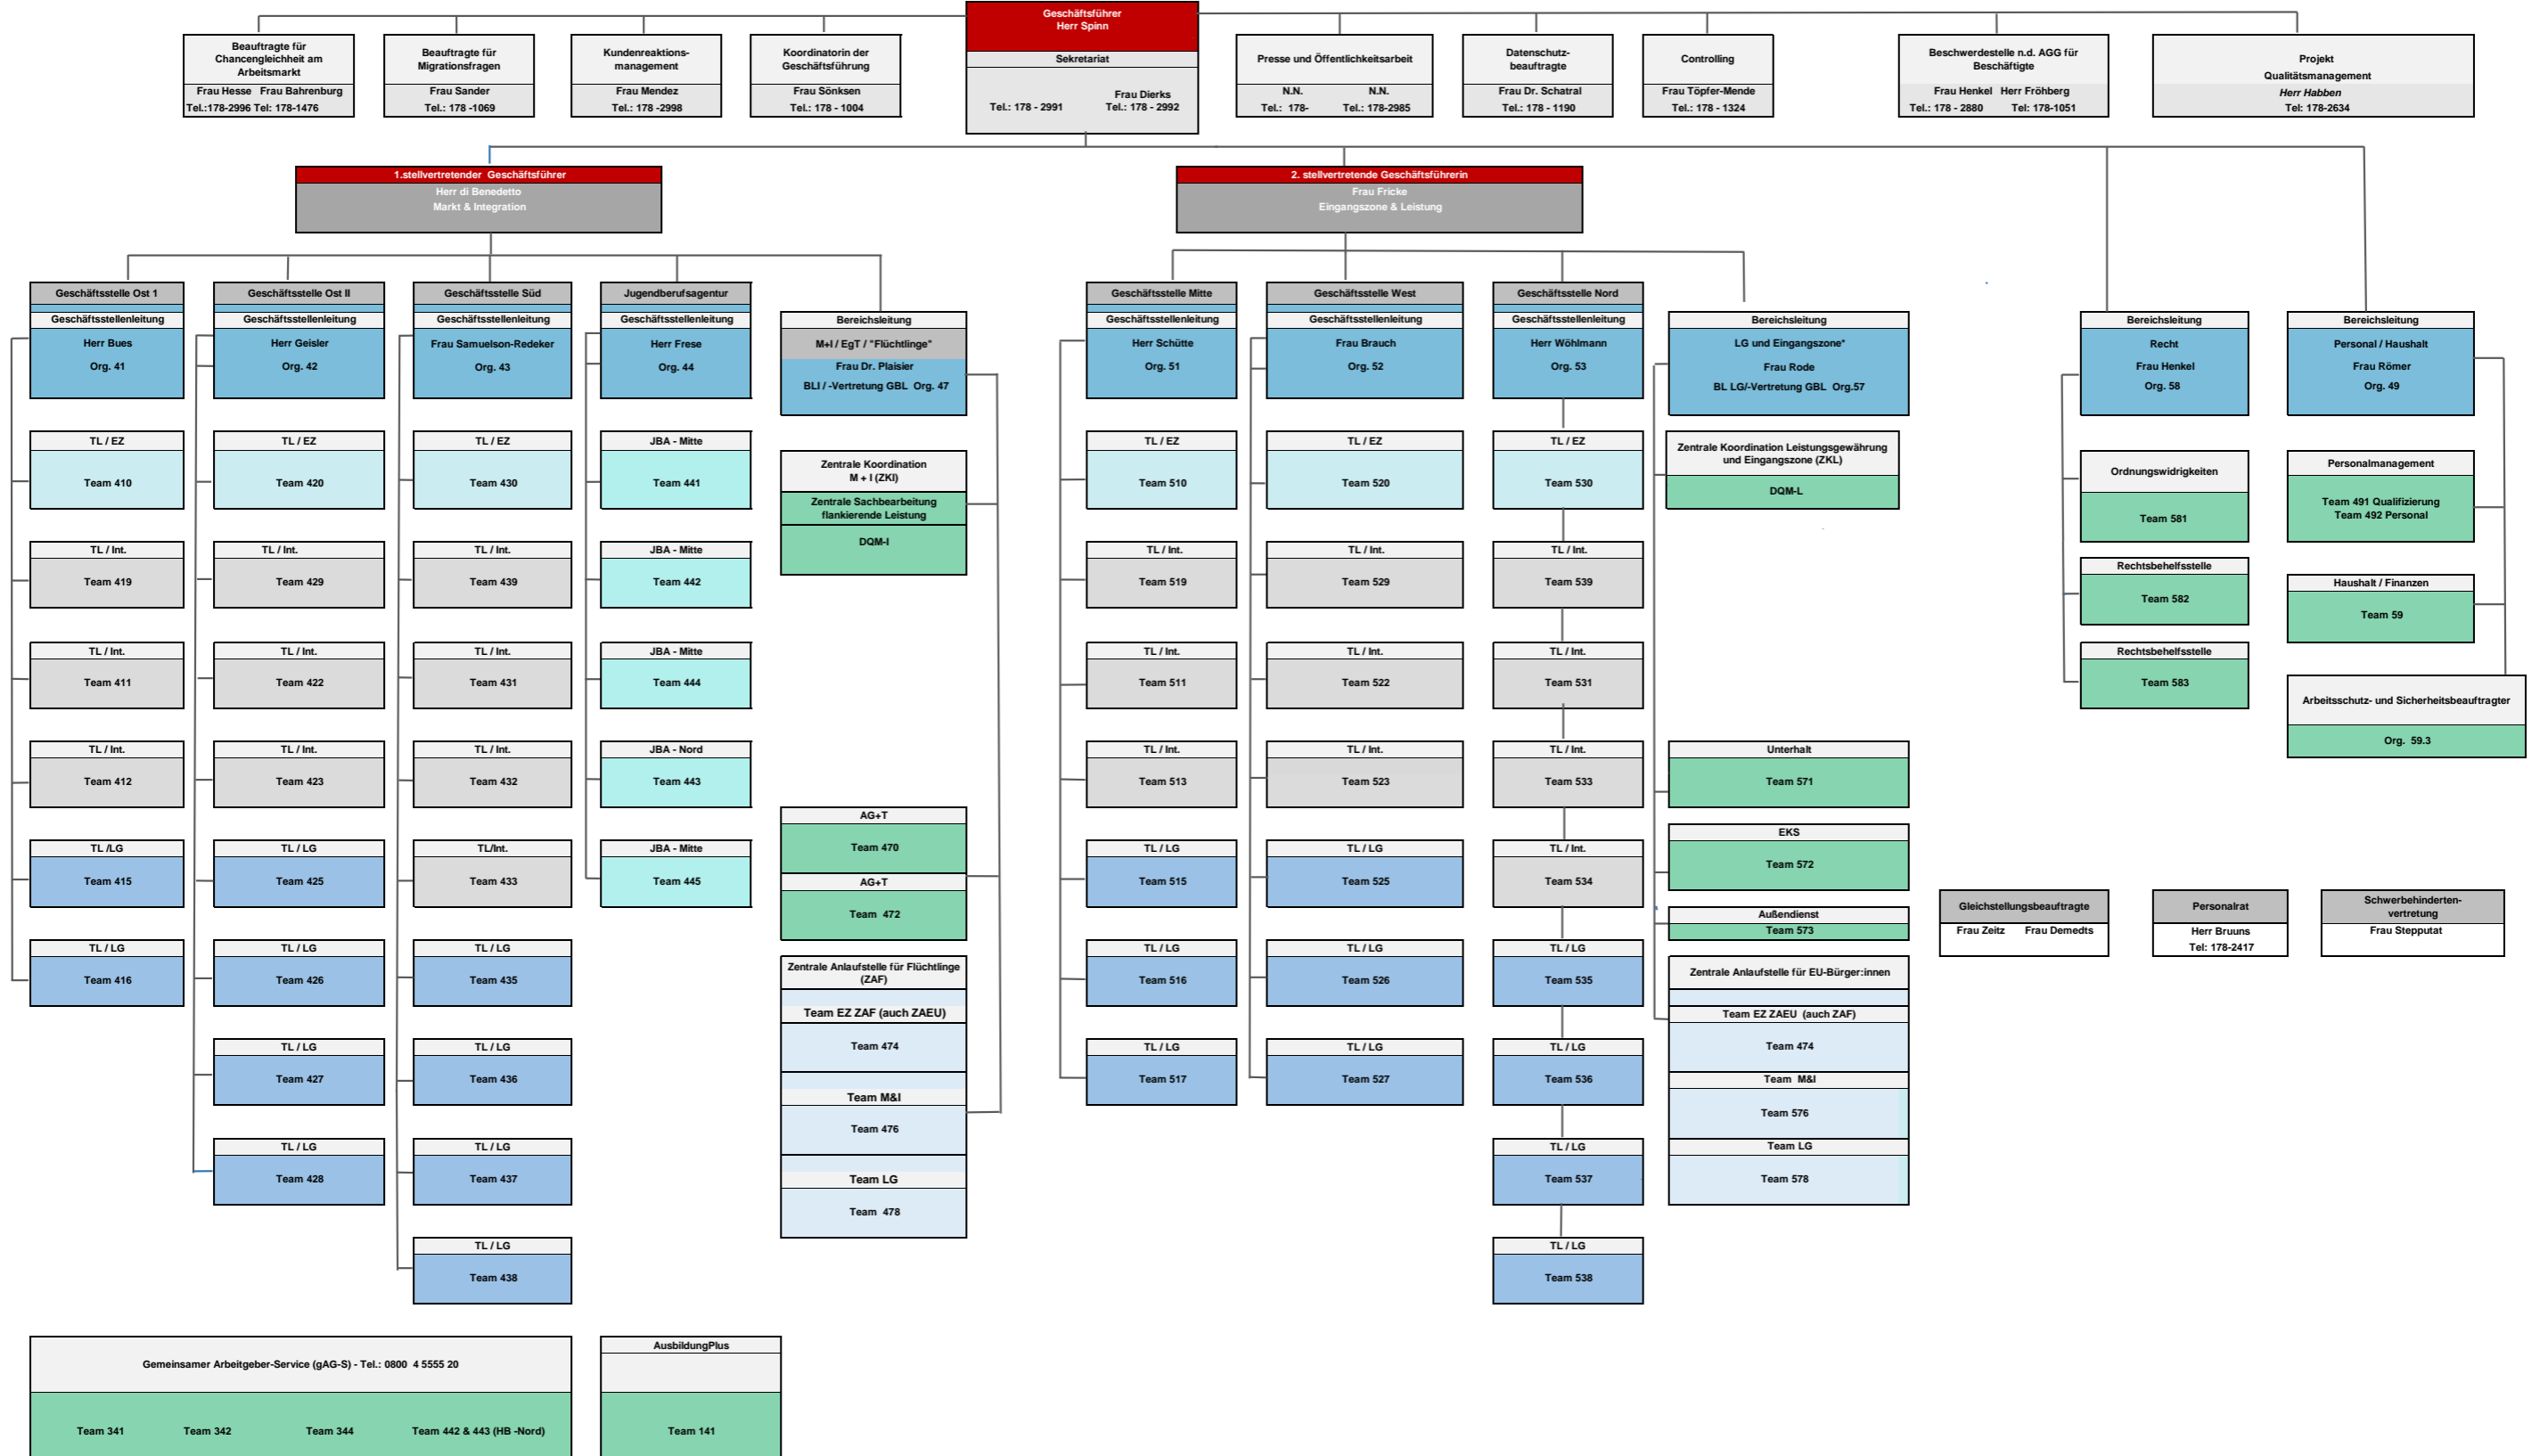 Geschäftsführer
Herr Spinn
Sekretariat
Frau Dierks
Tel.: 178 - 2991 Tel.: 178 - 2992
Beauftragte für
Chancengleichheit am
Arbeitsmarkt
Frau Hesse Frau Bahrenburg
Tel.:178-2996 Tel: 178-1476
Beauftragte für
Migrationsfragen
Frau Sander
Tel.: 178 -1069
Kundenreaktions-
management
Frau Mendez
Tel.: 178 -2998
Koordinatorin der
Geschäftsführung
Frau Sönksen
Tel.: 178 - 1004
Presse und Öffentlichkeitsarbeit
N.N. N.N.
Tel.: 178- Tel.: 178-2985
Datenschutz-
beauftragte
Frau Dr. Schatral
Tel.: 178 - 1190
Controlling
Frau Töpfer-Mende
Tel.: 178 - 1324
Beschwerdestelle n.d. AGG für
Beschäftigte
Frau Henkel Herr Fröhberg
Tel.: 178 - 2880 Tel: 178-1051
Projekt
Qualitätsmanagement
Herr Habben
Tel: 178-2634
1.stellvertretender Geschäftsführer
Herr di Benedetto
Markt & Integration
2. stellvertretende Geschäftsführerin
Frau Fricke
Eingangszone & Leistung
Geschäftsstelle Ost 1
Geschäftsstellenleitung
Herr Bues
Org. 41
TL / EZ
Team 410
TL / Int.
Team 419
TL / Int.
Team 411
TL / Int.
Team 412
TL /LG
Team 415
TL / LG
Team 416
Geschäftsstelle Ost II
Geschäftsstellenleitung
Herr Geisler
Org. 42
TL / EZ
Team 420
TL / Int.
Team 429
TL / Int.
Team 422
TL / Int.
Team 423
TL / LG
Team 425
TL / LG
Team 426
TL / LG
Team 427
TL / LG
Team 428
Geschäftsstelle Süd
Geschäftsstellenleitung
Frau Samuelson-Redeker
Org. 43
TL / EZ
Team 430
TL / Int.
Team 439
TL / Int.
Team 431
TL / Int.
Team 432
TL/Int.
Team 433
TL / LG
Team 435
TL / LG
Team 436
TL / LG
Team 437
TL / LG
Team 438
Jugendberufsagentur
Geschäftsstellenleitung
Herr Frese
Org. 44
JBA - Mitte
Team 441
JBA - Mitte
Team 442
JBA - Mitte
Team 444
JBA - Nord
Team 443
JBA - Mitte
Team 445
Bereichsleitung
M+I / EgT / "Flüchtlinge"
Frau Dr. Plaisier
BLI / -Vertretung GBL Org. 47
Zentrale Koordination
M + I (ZKI)
Zentrale Sachbearbeitung
flankierende Leistung
DQM-I
AG+T
Team 470
AG+T
Team 472
Zentrale Anlaufstelle für Flüchtlinge
(ZAF)
Team EZ ZAF (auch ZAEU)
Team 474
Team M&I
Team 476
Team LG
Team 478
Geschäftsstelle Mitte
Geschäftsstellenleitung
Herr Schütte
Org. 51
TL / EZ
Team 510
TL / Int.
Team 519
TL / Int.
Team 511
TL / Int.
Team 513
TL / LG
Team 515
TL / LG
Team 516
TL / LG
Team 517
Geschäftsstelle West
Geschäftsstellenleitung
Frau Brauch
Org. 52
TL / EZ
Team 520
TL / Int.
Team 529
TL / Int.
Team 522
TL / Int.
Team 523
TL / LG
Team 525
TL / LG
Team 526
TL / LG
Team 527
Geschäftsstelle Nord
Geschäftsstellenleitung
Herr Wöhlmann
Org. 53
TL / EZ
Team 530
TL / Int.
Team 539
TL / Int.
Team 531
TL / Int.
Team 533
TL / Int.
Team 534
TL / LG
Team 535
TL / LG
Team 536
TL / LG
Team 537
TL / LG
Team 538
Bereichsleitung
LG und Eingangszone*
Frau Rode
BL LG/-Vertretung GBL Org.57
Zentrale Koordination Leistungsgewährung
und Eingangszone (ZKL)
DQM-L
Unterhalt
Team 571
EKS
Team 572
Außendienst
Team 573
Zentrale Anlaufstelle für EU-Bürger:innen
Team EZ ZAEU (auch ZAF)
Team 474
Team M&I
Team 576
Team LG
Team 578
Bereichsleitung
Recht
Frau Henkel
Org. 58
Ordnungswidrigkeiten
Team 581
Rechtsbehelfsstelle
Team 582
Rechtsbehelfsstelle
Team 583
Bereichsleitung
Personal / Haushalt
Frau Römer
Org. 49
Personalmanagement
Team 491 Qualifizierung
Team 492 Personal
Haushalt / Finanzen
Team 59
Arbeitsschutz- und Sicherheitsbeauftragter
Org. 59.3
Gleichstellungsbeauftragte
Frau Zeitz Frau Demedts
Personalrat
Herr Bruuns
Tel: 178-2417
Schwerbehinderten-
vertretung
Frau Stepputat
Gemeinsamer Arbeitgeber-Service (gAG-S) - Tel.: 0800 4 5555 20
Team 341 Team 342 Team 344 Team 442 & 443 (HB -Nord)
AusbildungPlus
Team 141